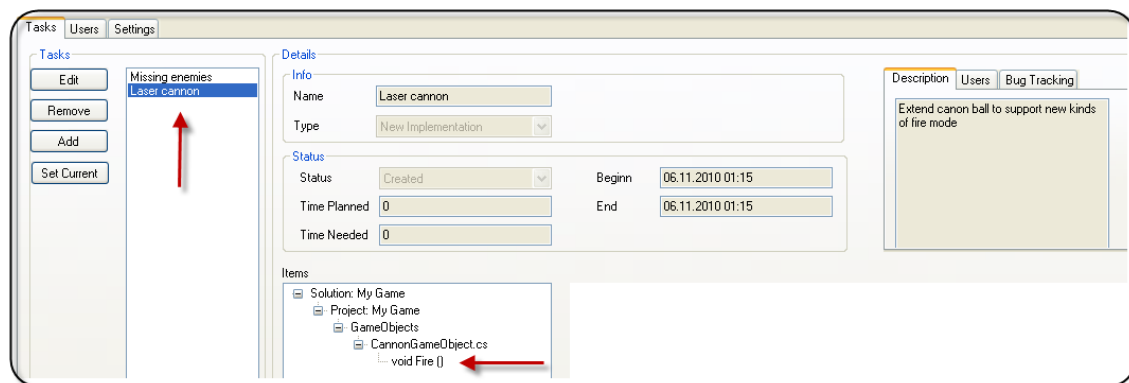 Tasks Users Settings
Tasks
Edit
Remove
Add
Set Current
Missing enemies
Laser cannon
Details
Info
Name Laser cannon
Type New Implementation
Status
Status Created Beginn 06.11.2010 01:15
Time Planned 0 End 06.11.2010 01:15
Time Needed 0
Description Users Bug Tracking
Extend canon ball to support new kinds
of fire mode
Items
Solution: My Game
Project: My Game
GameObjects
CannonGameObject.cs
void Fire ()